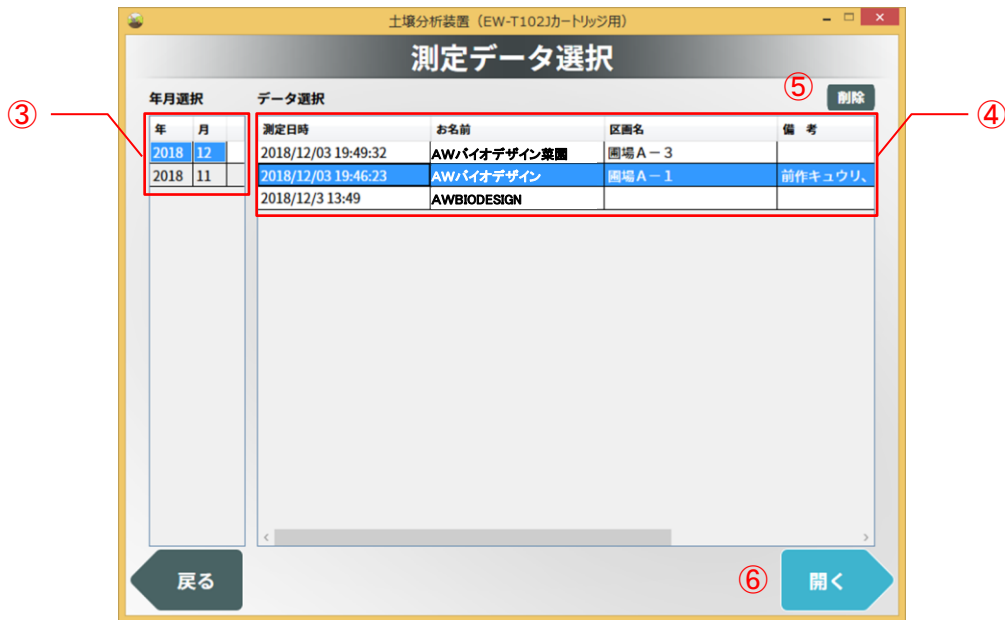 土壌分析装置（EW-T102Jカートリッジ用）
測定データ選択
⑤ 削除
年月選択 データ選択
③
④
年 月 測定日時 お名前 区画名 備 考
2018 12 2018/12/03 19:49:32 AWバイオデザイン菜園 圃場A－3
2018 11 2018/12/03 19:46:23 AWバイオデザイン 圃場A－1 前作キュウリ、
2018/12/3 13:49 AWBIODESIGN
戻る ⑥ 開く